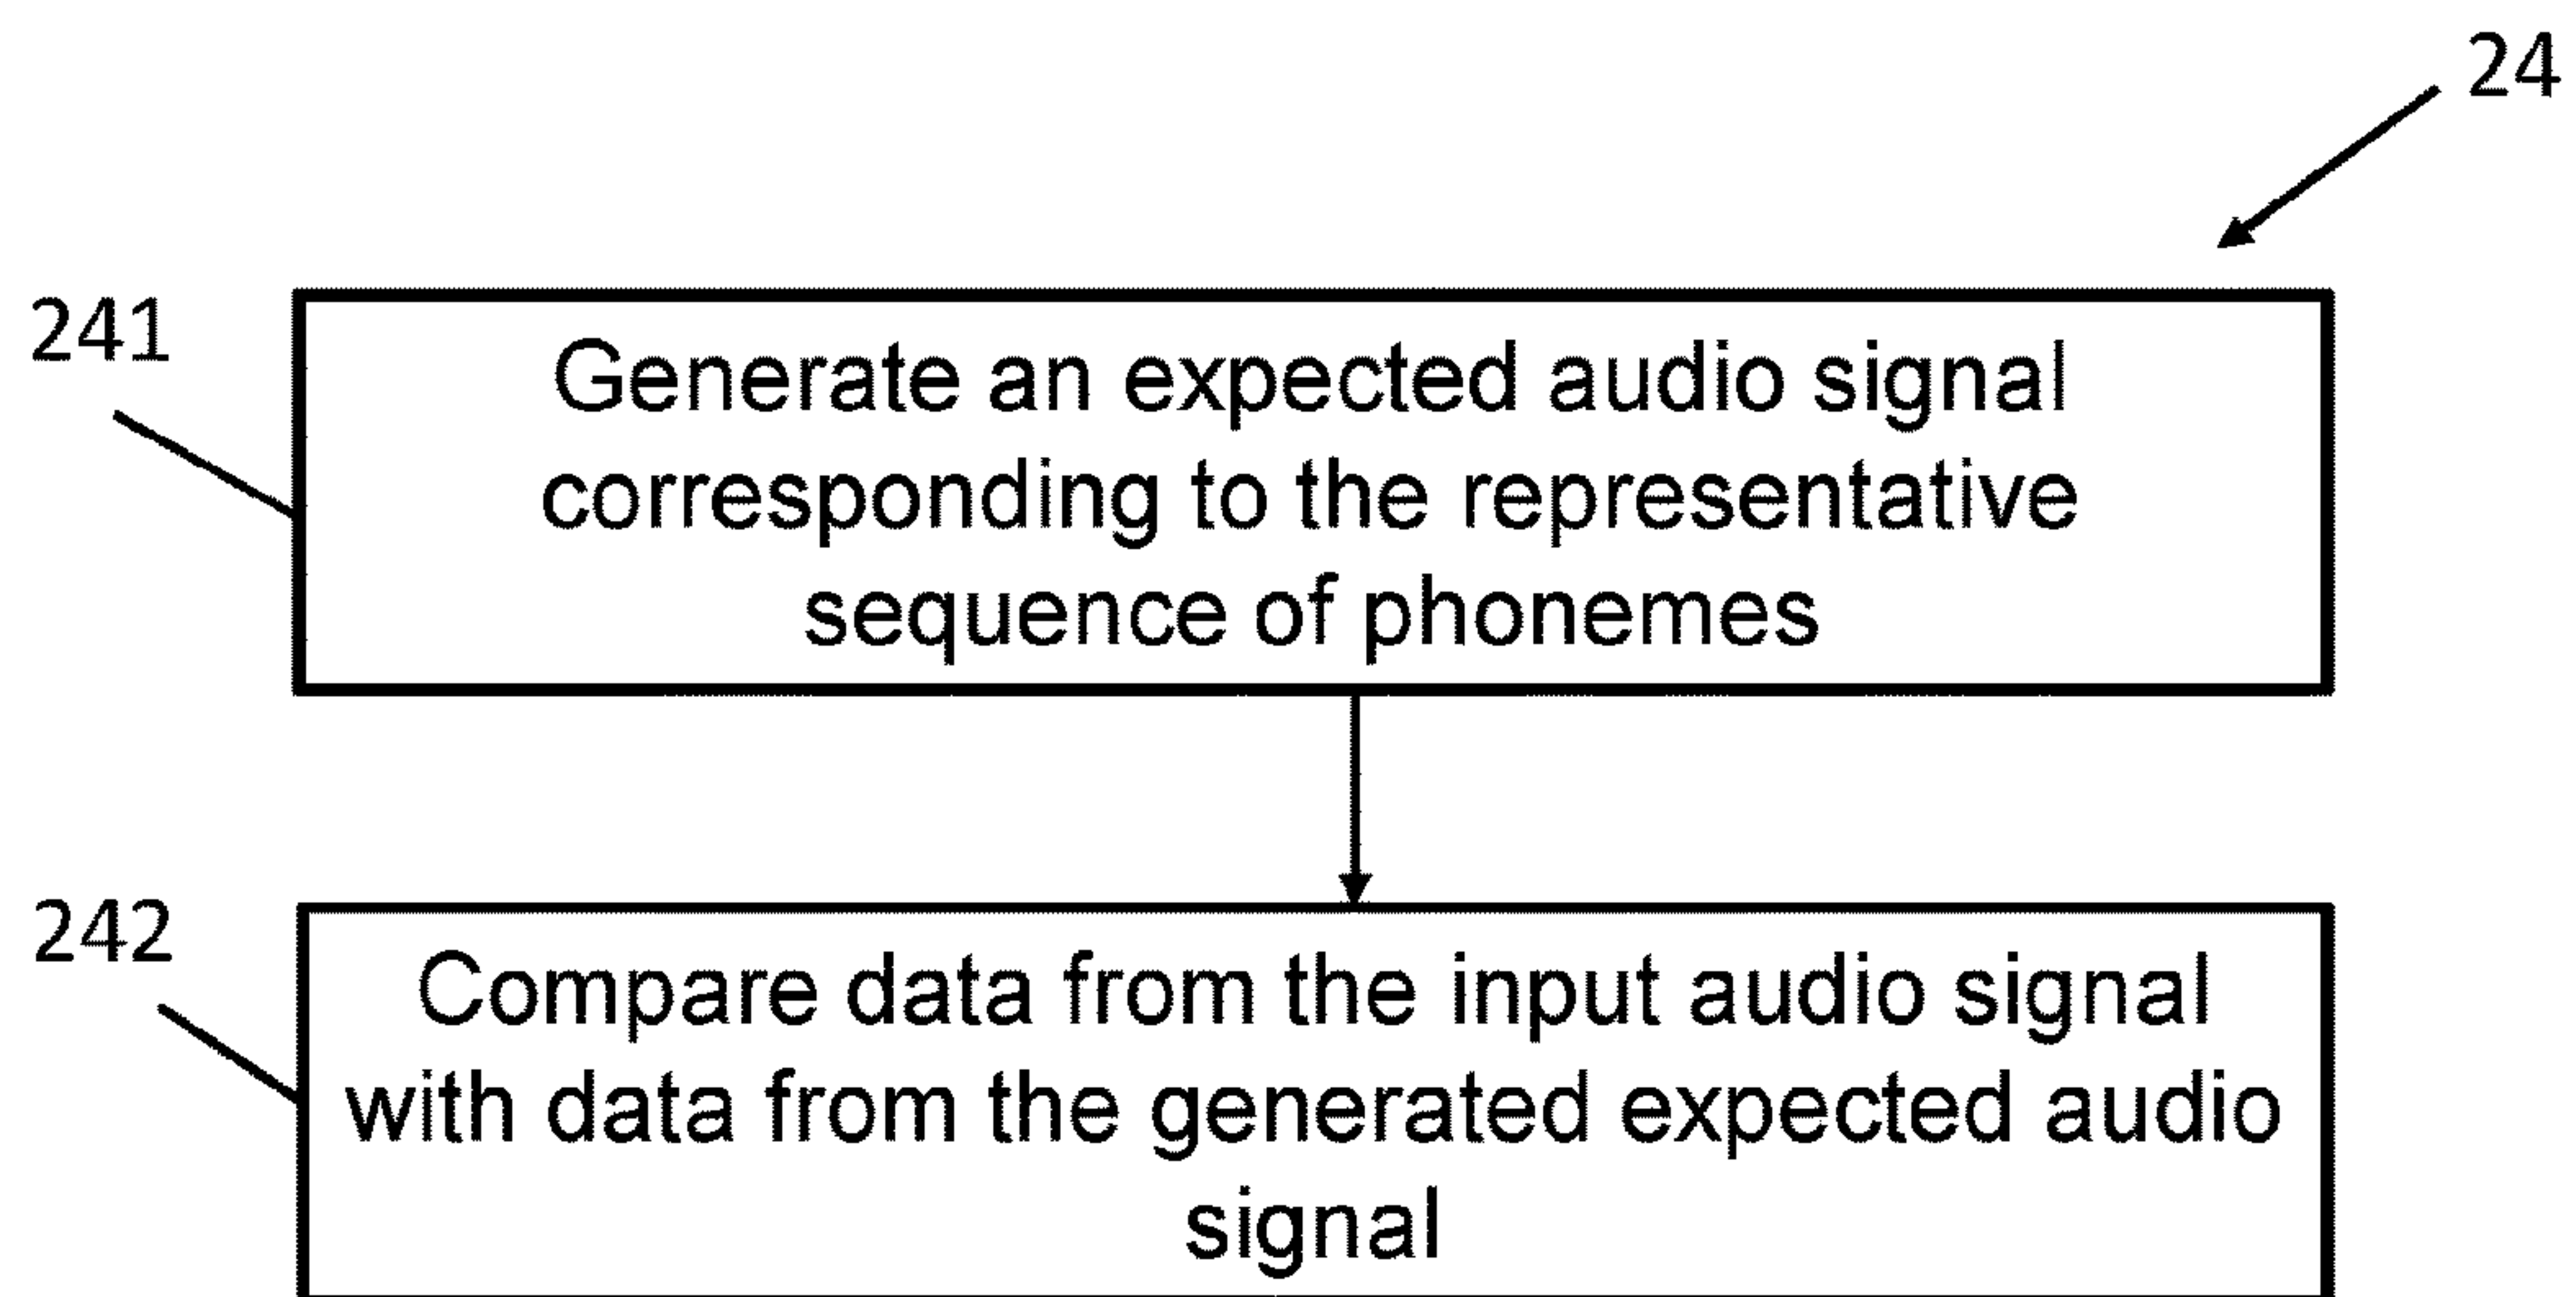 24
241
Generate an expected audio signal
corresponding to the representative
sequence of phonemes
242
Compare data from the input audio signal
with data from the generated expected audio
signal